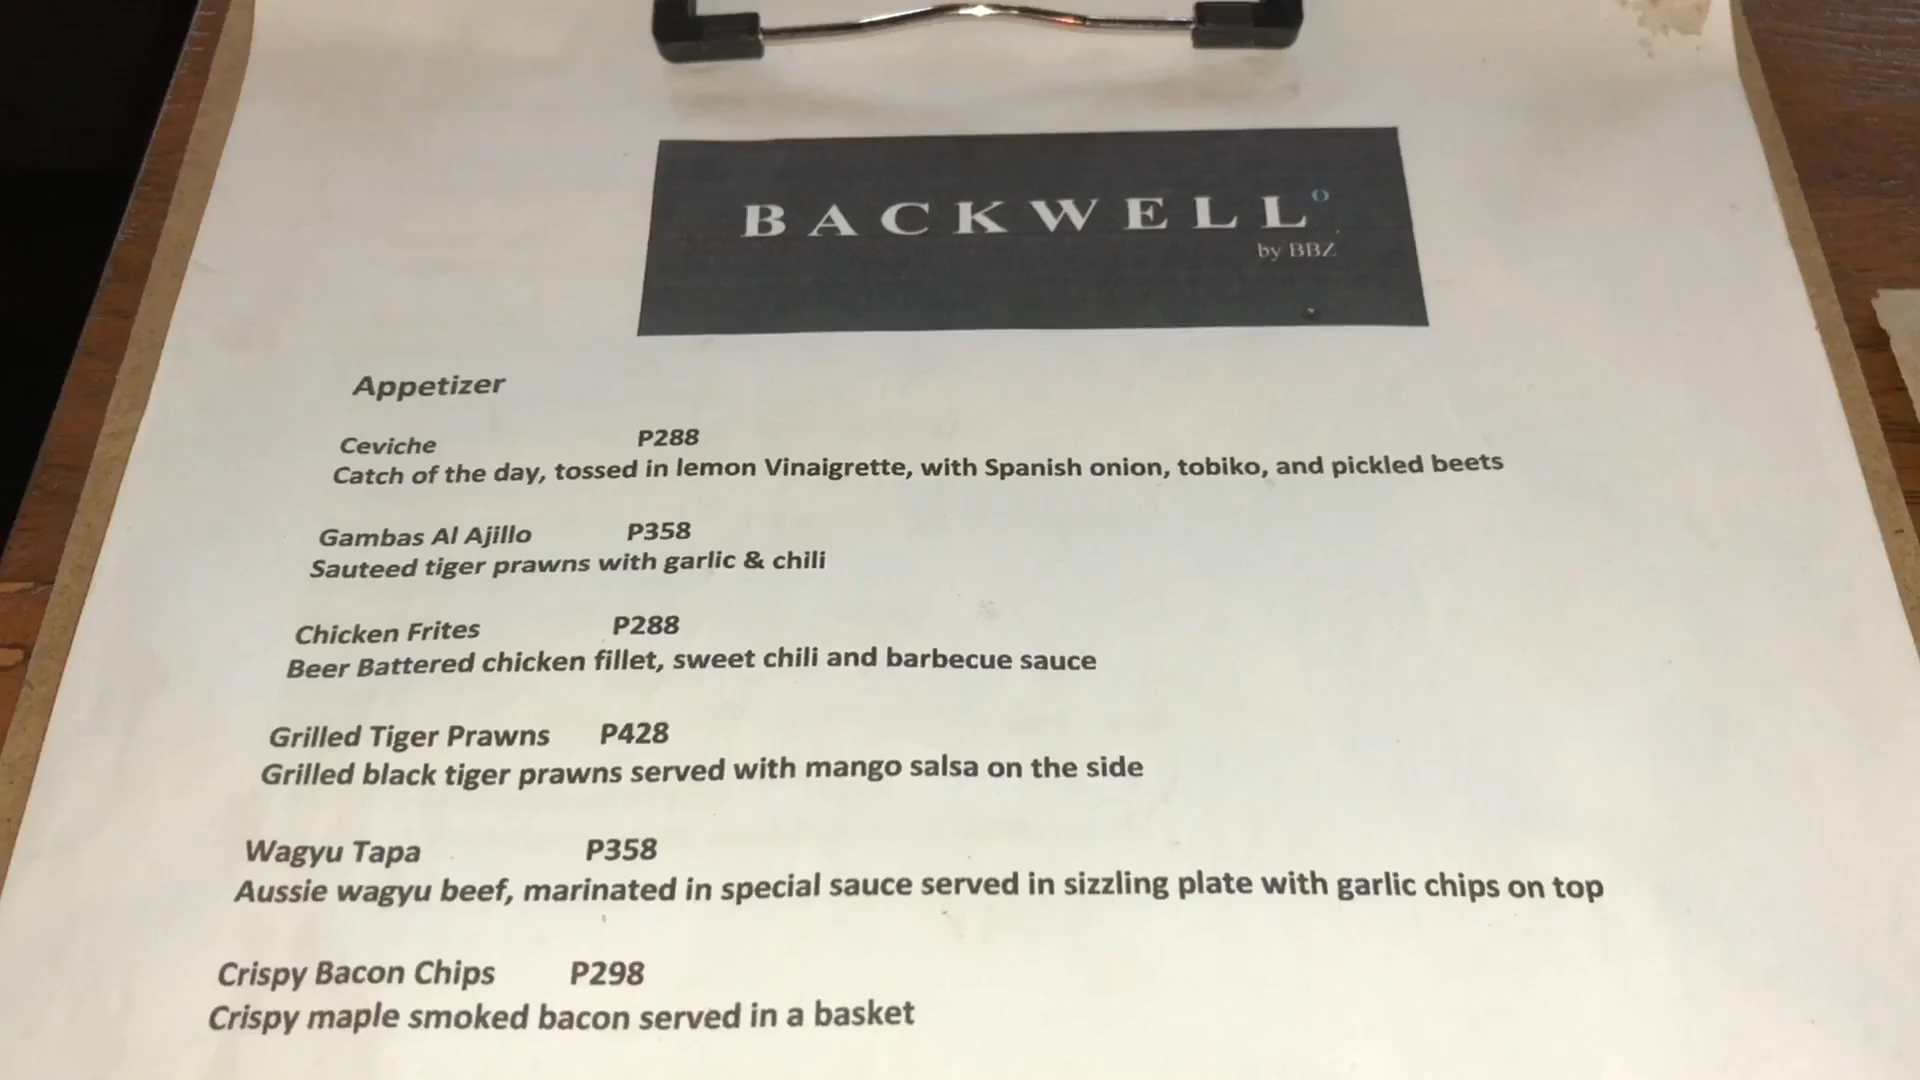 BACKWELL°
by BBZ
Appetizer
Ceviche P288
Catch of the day, tossed in lemon Vinaigrette, with Spanish onion, tobiko, and pickled beets
Gambas Al Ajillo P358
Sauteed tiger prawns with garlic & chili
Chicken Frites P288
Beer Battered chicken fillet, sweet chili and barbecue sauce
Grilled Tiger Prawns P428
Grilled black tiger prawns served with mango salsa on the side
Wagyu Tapa P358
Aussie wagyu beef, marinated in special sauce served in sizzling plate with garlic chips on top
Crispy Bacon Chips P298
Crispy maple smoked bacon served in a basket